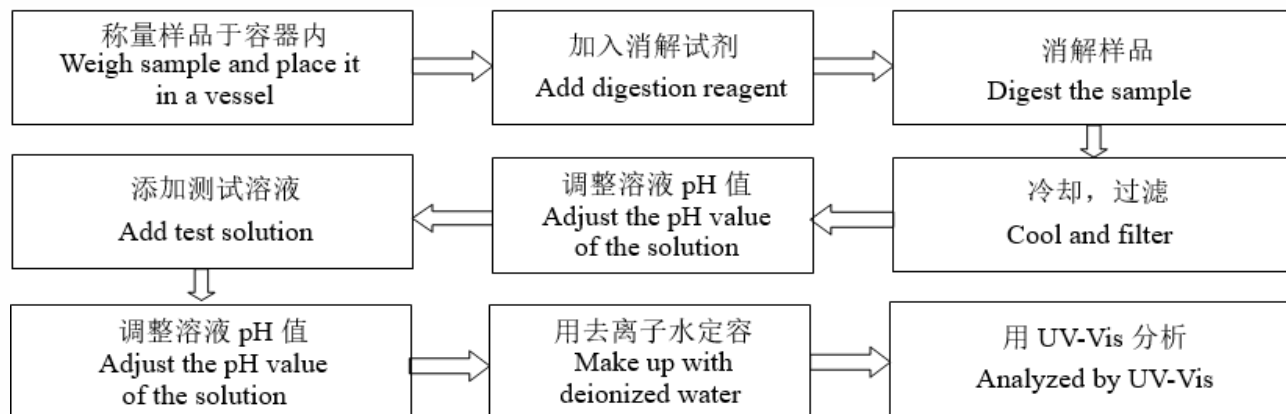 称量样品于容器内
Weigh sample and place it
in a vessel
加入消解试剂
Add digestion reagent
消解样品
Digest the sample
冷却，过滤
Cool and filter
调整溶液 pH 值
Adjust the pH value
of the solution
添加测试溶液
Add test solution
调整溶液 pH 值
Adjust the pH value
of the solution
用去离子水定容
Make up with
deionized water
用 UV-Vis 分析
Analyzed by UV-Vis